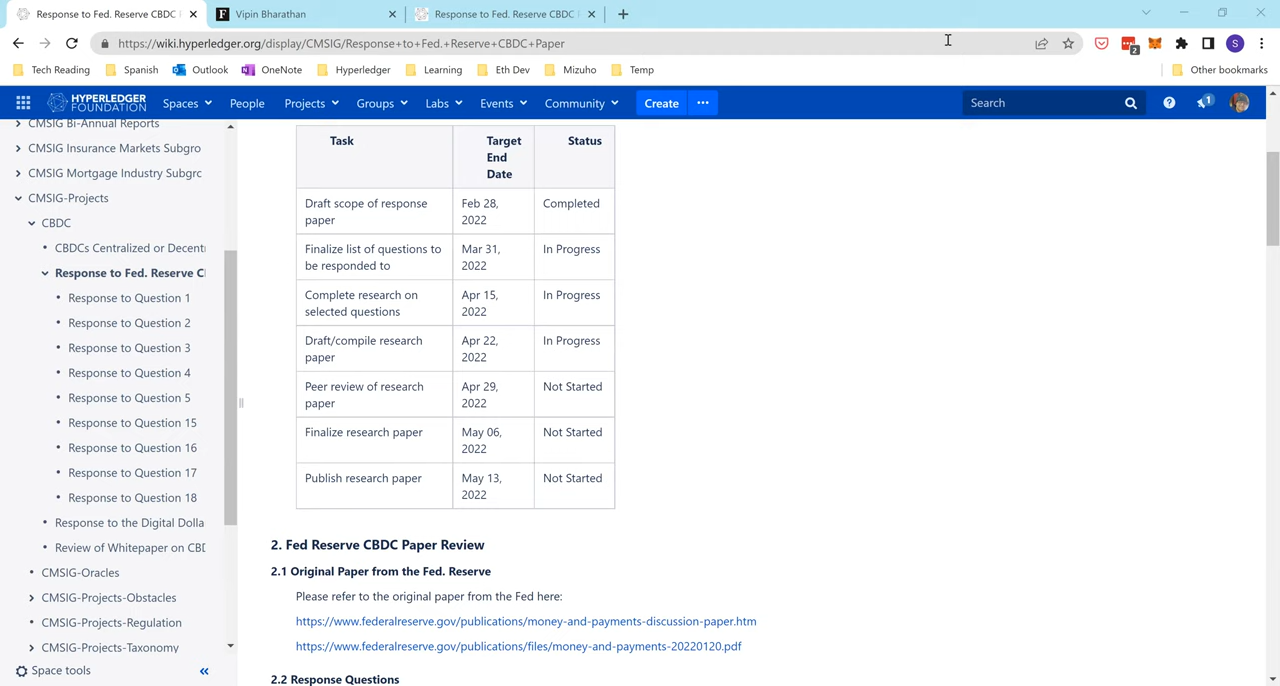 Response to Fed. Reserve CBDC F
Vipin Bharathan
Response to Fed. Reserve CBDC F
https://wiki.hyperledger.org/display/CMSIG/Response+to+Fed.+Reserve+CBDC+Paper
2
S
Tech Reading Spanish Outlook OneNote Hyperledger Learning Eth Dev Mizuho Temp Other bookmarks
HYPERLEDGER
FOUNDATION
Spaces People Projects Groups Labs Events Community Create ··· Search 1
CMSIG Bi-Annual Reports
CMSIG Insurance Markets Subgro
CMSIG Mortgage Industry Subgrc
CMSIG-Projects
CBDC
CBDCs Centralized or Decentr
Response to Fed. Reserve C
Response to Question 1
Response to Question 2
Response to Question 3
Response to Question 4
Response to Question 5
Response to Question 15
Response to Question 16
Response to Question 17
Response to Question 18
Response to the Digital Dolla
Review of Whitepaper on CBD
CMSIG-Oracles
CMSIG-Projects-Obstacles
CMSIG-Projects-Regulation
CMSIG-Projects-Taxonomy
Space tools
Task Target End Date Status
Draft scope of response paper Feb 28, 2022 Completed
Finalize list of questions to be responded to Mar 31, 2022 In Progress
Complete research on selected questions Apr 15, 2022 In Progress
Draft/compile research paper Apr 22, 2022 In Progress
Peer review of research paper Apr 29, 2022 Not Started
Finalize research paper May 06, 2022 Not Started
Publish research paper May 13, 2022 Not Started
2. Fed Reserve CBDC Paper Review
2.1 Original Paper from the Fed. Reserve
Please refer to the original paper from the Fed here:
https://www.federalreserve.gov/publications/money-and-payments-discussion-paper.htm
https://www.federalreserve.gov/publications/files/money-and-payments-20220120.pdf
2.2 Response Questions